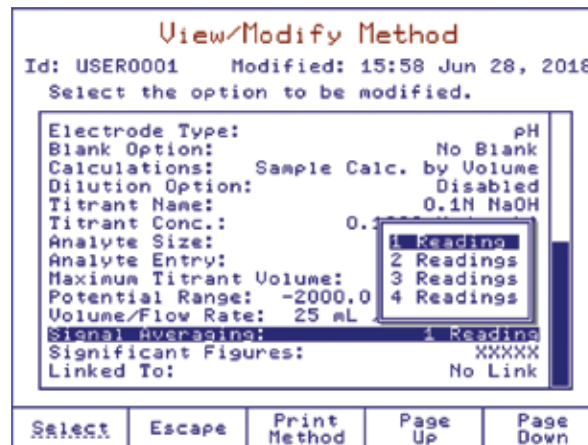 View/Modify Method
Id: USER0001 Modified: 15:58 Jun 28, 2018
Select the option to be modified.
Electrode Type: pH
Blank Option: No Blank
Calculations: Sample Calc. by Volume
Dilution Option: Disabled
Titrant Name: 0.1N NaOH
Titrant Conc.: 0.
Analyte Size:
1 Reading
Analyte Entry:
2 Readings
Maximum Titrant Volume:
3 Readings
Potential Range: -2000.0
4 Readings
Volume/Flow Rate: 25 mL
Signal Averaging: 1 Reading
Significant Figures: XXXXX
Linked To: No Link
Select Escape Print Method Page Up Page Down